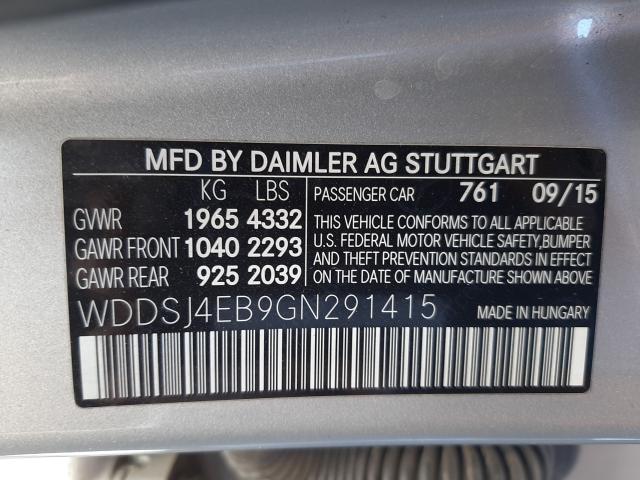 MFD BY DAIMLER AG STUTTGART
KG LBS PASSENGER CAR 761 09/15
GVWR 1965 4332 THIS VEHICLE CONFORMS TO ALL APPLICABLE
GAWR FRONT 1040 2293 U.S. FEDERAL MOTOR VEHICLE SAFETY, BUMPER
AND THEFT PREVENTION STANDARDS IN EFFECT
GAWR REAR 925 2039 ON THE DATE OF MANUFACTURE SHOWN ABOVE
WDDSJ4EB9GN291415 MADE IN HUNGARY